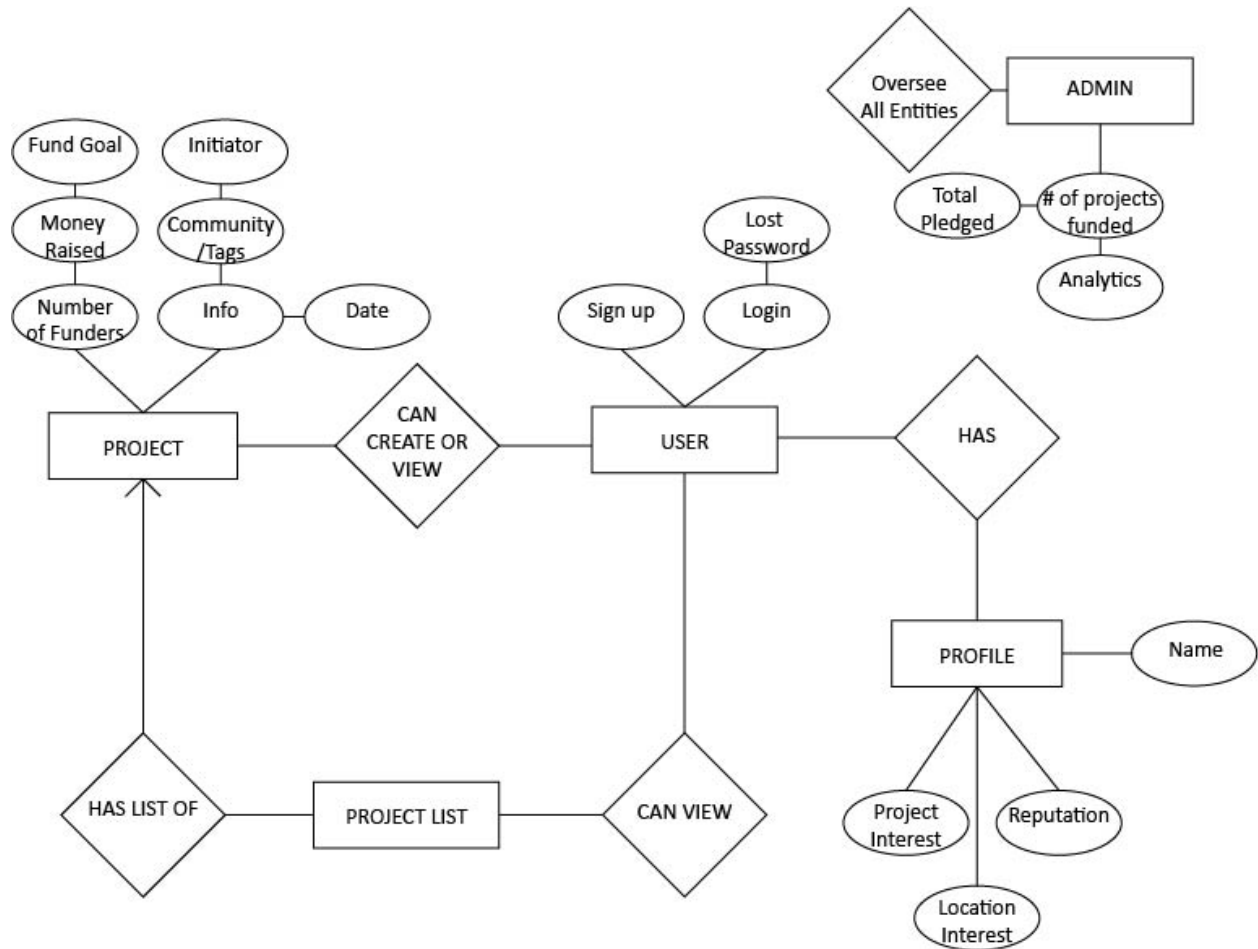 Oversee
All Entities
ADMIN
Fund Goal
Initiator
Money
Raised
Community
/Tags
Total
Pledged
# of projects
funded
Lost
Password
Number
of Funders
Info
Date
Sign up
Login
Analytics
PROJECT
CAN
CREATE OR
VIEW
USER
HAS
PROFILE
Name
HAS LIST OF
PROJECT LIST
CAN VIEW
Project
Interest
Reputation
Location
Interest